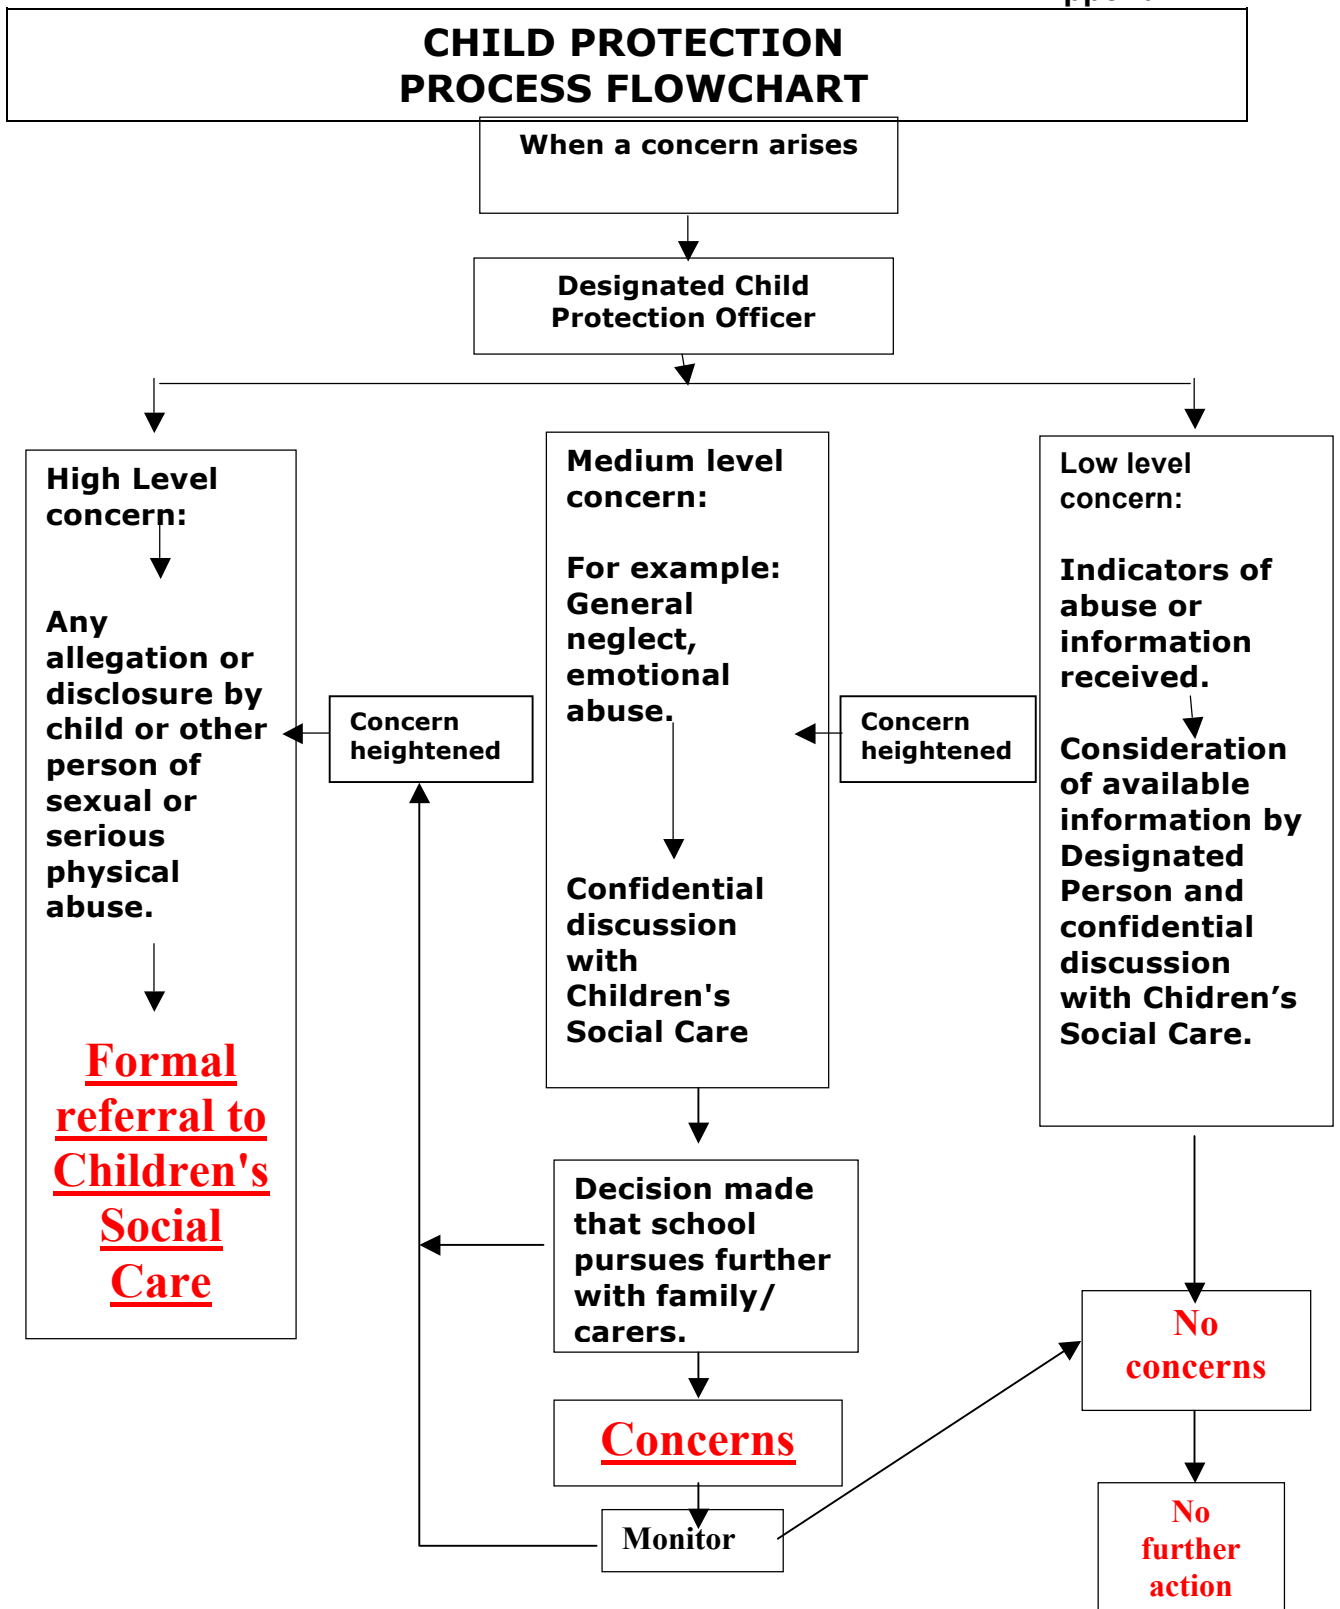 CHILD PROTECTION
PROCESS FLOWCHART
When a concern arises
Designated Child
Protection Officer
High Level
concern:
Any
allegation or
disclosure by
child or other
person of
sexual or
serious
physical
abuse.
Formal
referral to
Children's
Social
Care
Concern
heightened
Medium level
concern:
For example:
General
neglect,
emotional
abuse.
Confidential
discussion
with
Children's
Social Care
Concern
heightened
Low level
concern:
Indicators of
abuse or
information
received.
Consideration
of available
information by
Designated
Person and
confidential
discussion
with Chidren’s
Social Care.
Decision made
that school
pursues further
with family/
carers.
Concerns
Monitor
No
concerns
No
further
action